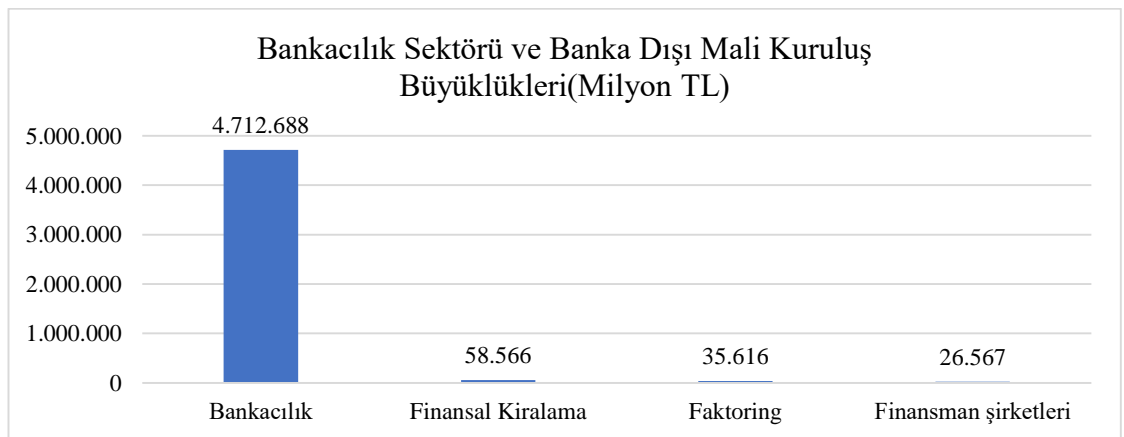 Bankacılık Sektörü ve Banka Dışı Mali Kuruluş
Büyüklükleri(Milyon TL)
4.712.688
5.000.000
4.000.000
3.000.000
2.000.000
1.000.000
58.566
35.616
26.567
0
Bankacılık
Finansal Kiralama
Faktoring
Finansman şirketleri